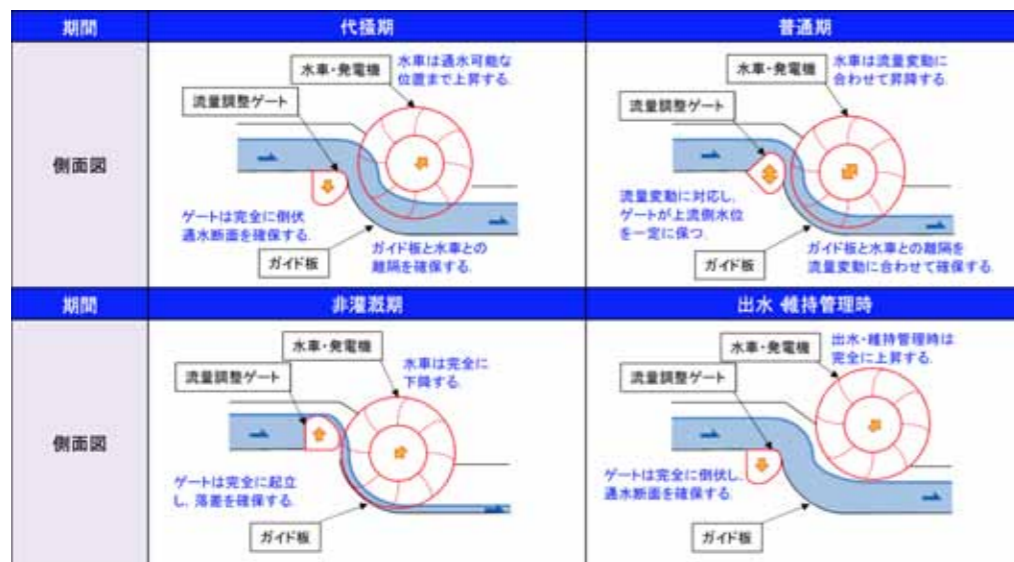 期間
代掻期
普通期
側面図
水車・発電機
水車は通水可能な
位置まで上昇する.
流量調整ゲート
ゲートは完全に倒伏
通水断面を確保する.
ガイド板と水車との
離隔を確保する.
ガイド板
水車・発電機
水車は流量変動に
合わせて昇降する.
流量調整ゲート
流量変動に対応し,
ゲートが上流側水位
を一定に保つ.
ガイド板と水車との離隔を
流量変動に合わせて確保する.
ガイド板
期間
非灌漑期
出水・維持管理時
側面図
水車・発電機
水車は完全に
下降する.
流量調整ゲート
ゲートは完全に起立
し, 落差を確保する.
ガイド板
水車・発電機
出水・維持管理時は
完全に上昇する.
流量調整ゲート
ゲートは完全に倒伏し,
通水断面を確保する.
ガイド板